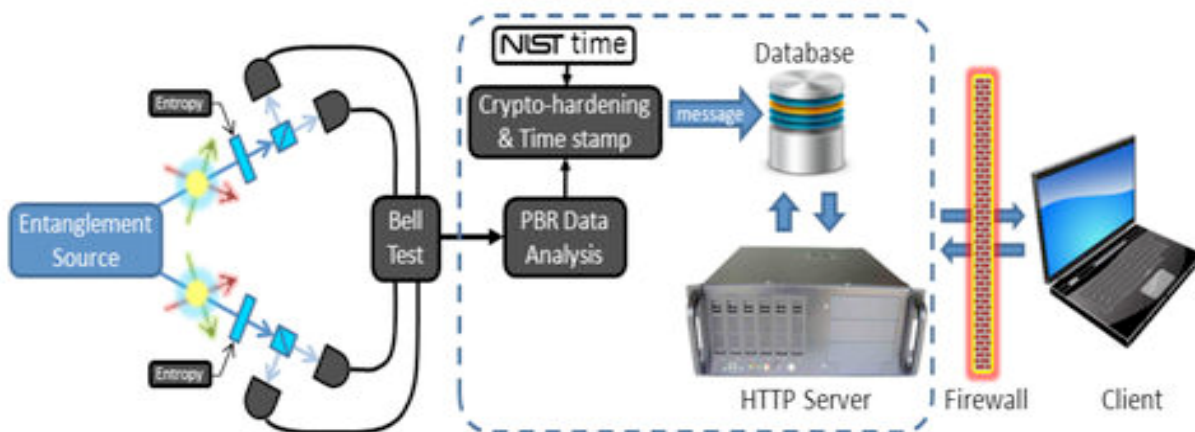 NIST time
Database
Entropy
Crypto-hardening
& Time stamp
message
Entanglement
Source
Bell
Test
PBR Data
Analysis
Entropy
HTTP Server
Firewall
Client